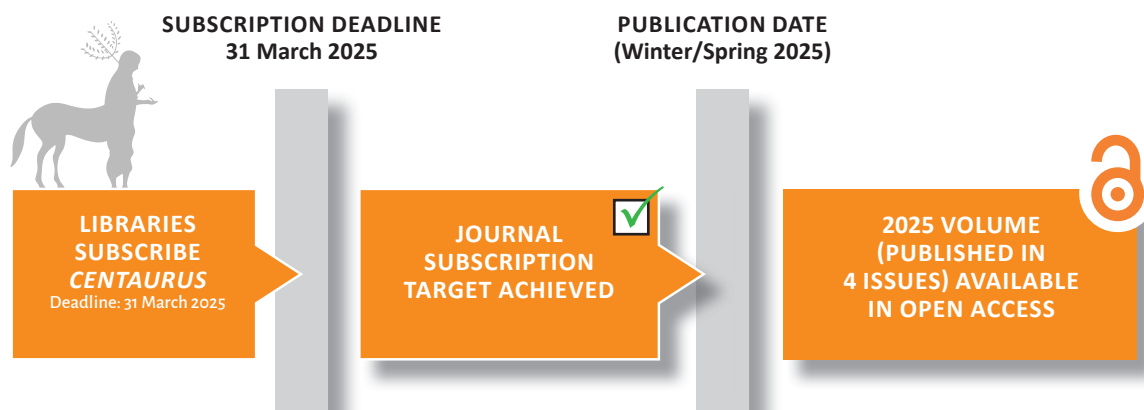 SUBSCRIPTION DEADLINE
31 March 2025
PUBLICATION DATE
(Winter/Spring 2025)
LIBRARIES
SUBSCRIBE
CENTAURUS
Deadline: 31 March 2025
JOURNAL
SUBSCRIPTION
TARGET ACHIEVED
2025 VOLUME
(PUBLISHED IN
4 ISSUES) AVAILABLE
IN OPEN ACCESS